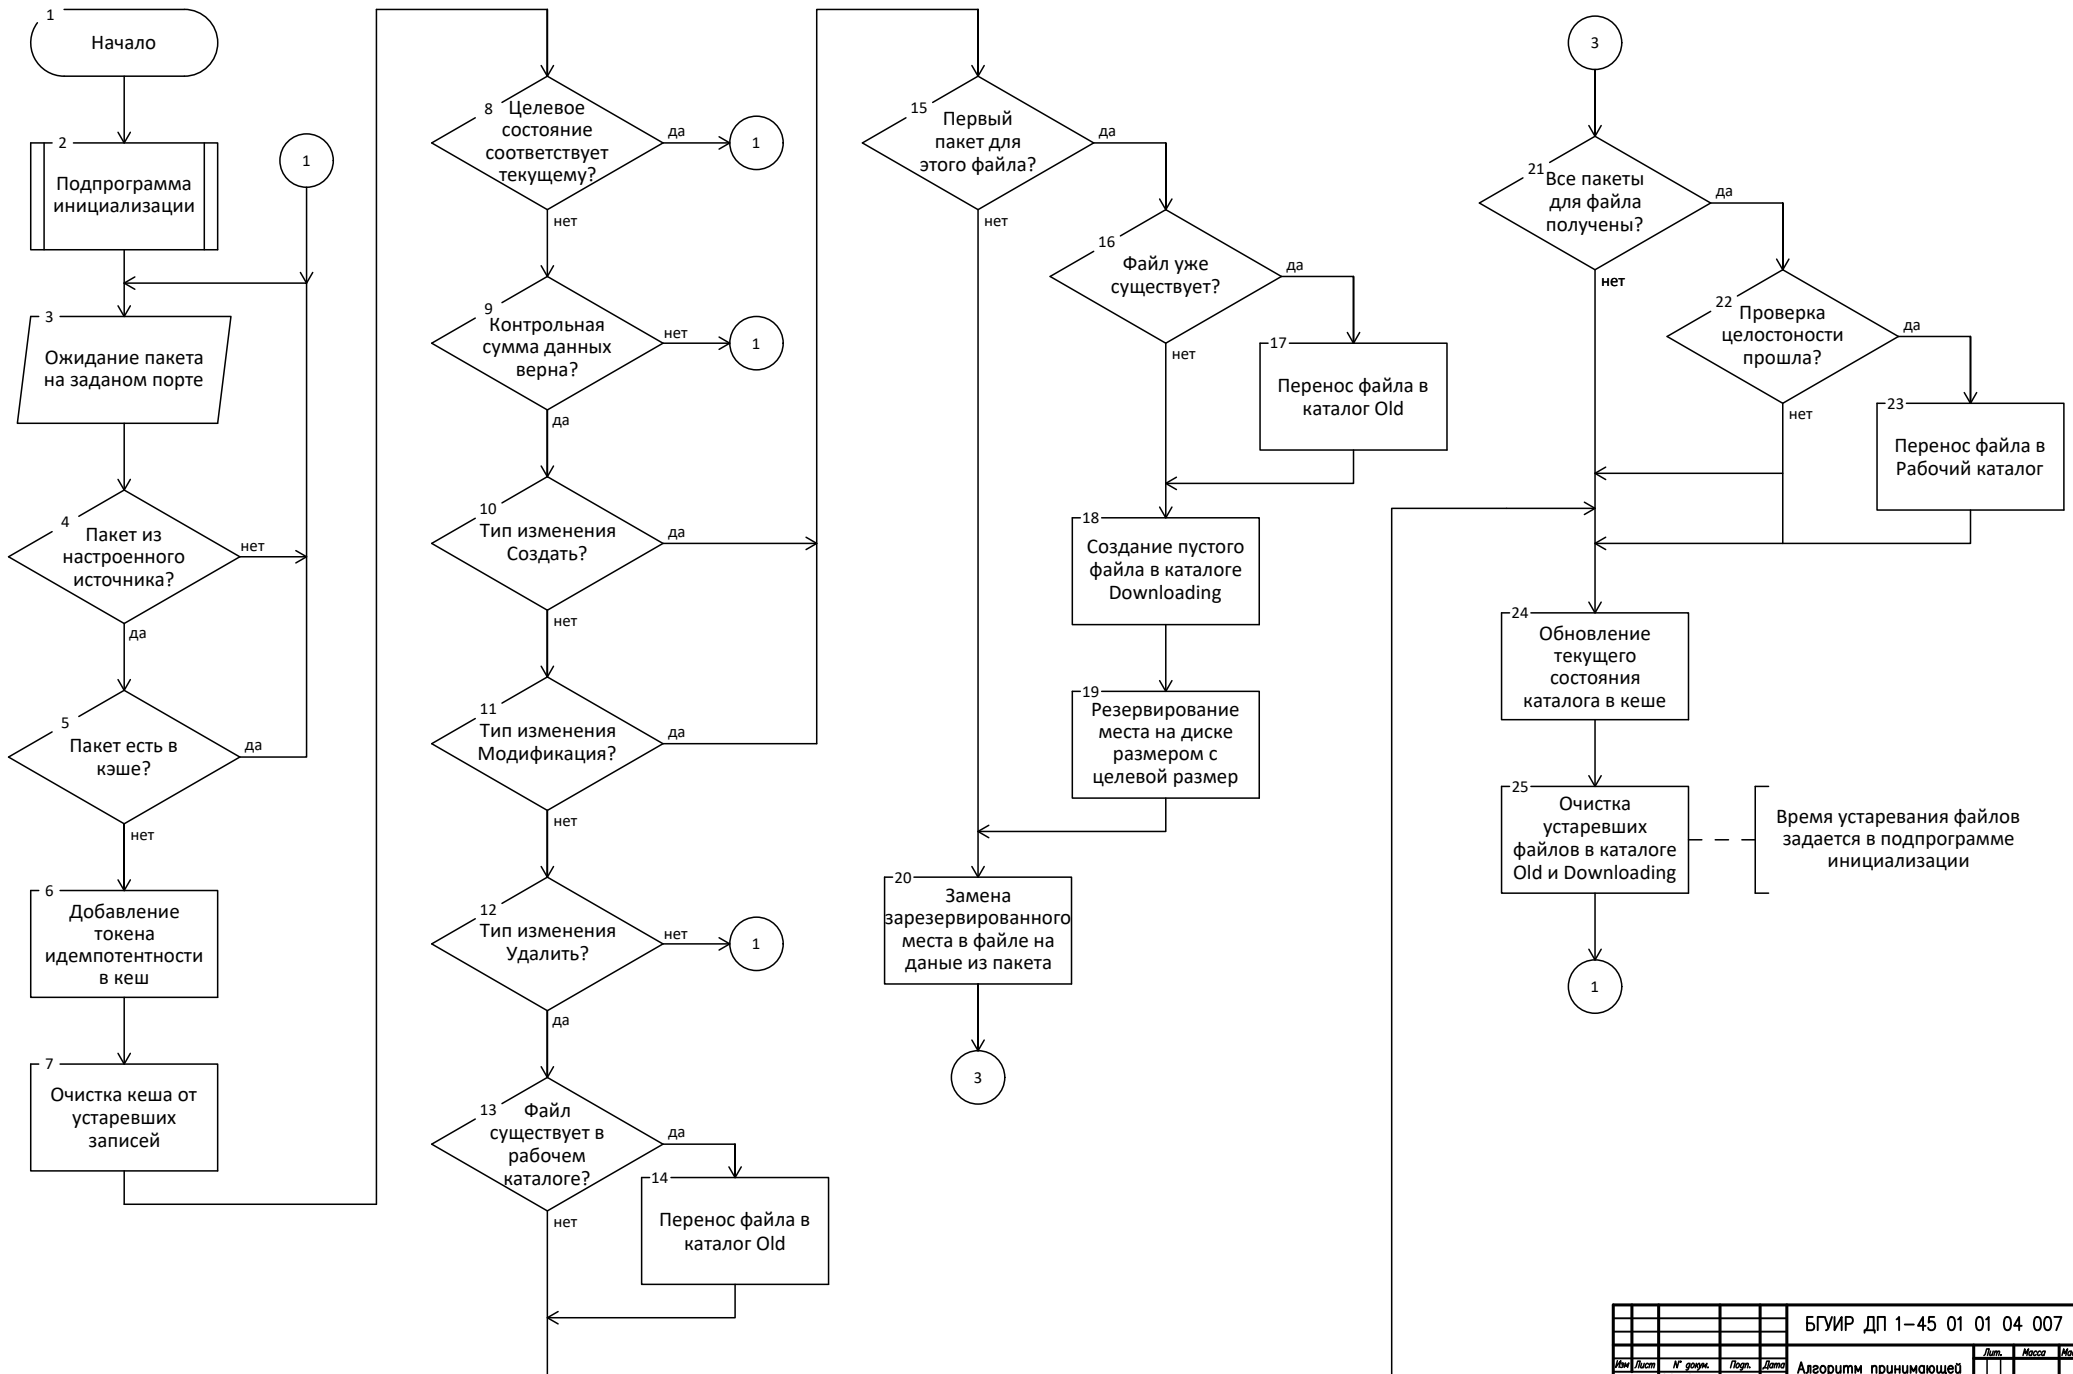 1
Начало
2
Подпрограмма
инициализации
1
3
Ожидание пакета
на заданом порте
4
Пакет из
настроенного
источника?
нет
да
5
Пакет есть в
кэше?
да
нет
6
Добавление
токена
идемпотентности
в кеш
7
Очистка кеша от
устаревших
записей
8
Целевое
состояние
соответствует
текущему?
да
1
нет
9
Контрольная
сумма данных
верна?
нет
1
да
10
Тип изменения
Создать?
да
нет
11
Тип изменения
Модификация?
да
нет
12
Тип изменения
Удалить?
нет
1
да
13
Файл
существует в
рабочем
каталоге?
да
нет
14
Перенос файла в
каталог Old
15
Первый
пакет для
этого файла?
да
нет
16
Файл уже
существует?
да
нет
17
Перенос файла в
каталог Old
18
Создание пустого
файла в каталоге
Downloading
19
Резервирование
места на диске
размером с
целевой размер
20
Замена
зарезервированного
места в файле на
даные из пакета
3
3
21
Все пакеты
для файла
получены?
да
нет
22
Проверка
целостоности
прошла?
да
нет
23
Перенос файла в
Рабочий каталог
24
Обновление
текущего
состояния
каталога в кеше
25
Очистка
устаревших
файлов в каталоге
Old и Downloading
Время устаревания файлов
задается в подпрограмме
инициализации
1
БГУИР ДП 1-45 01 01 04 007
Изм Лист N° докум. Подп. Дата
Алгоритм принимающей
Лит. Масса